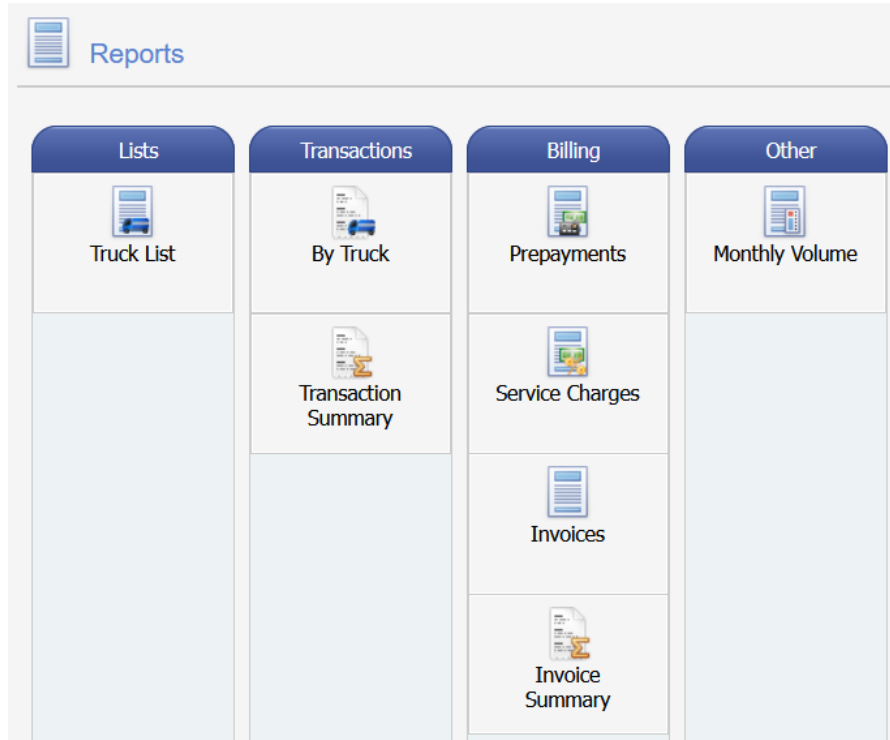 Reports
Lists
Transactions
Billing
Other
Truck List
By Truck
Prepayments
Monthly Volume
Transaction
Summary
Service Charges
Invoices
Invoice
Summary